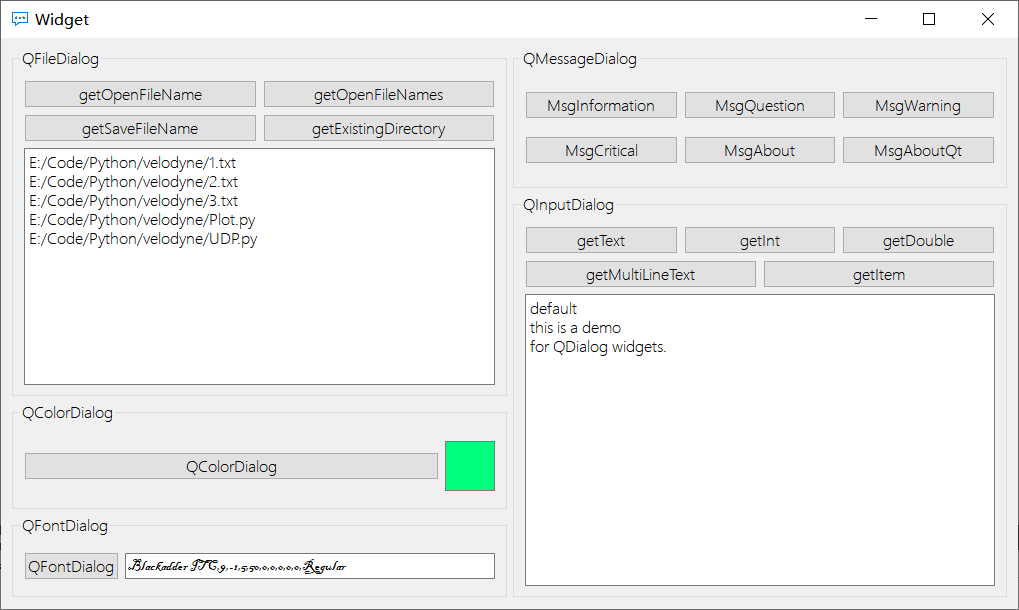 Widget
QFileDialog
getOpenFileName
getOpenFileNames
getSaveFileName
getExistingDirectory
E:/Code/Python/velodyne/1.txt
E:/Code/Python/velodyne/2.txt
E:/Code/Python/velodyne/3.txt
E:/Code/Python/velodyne/Plot.py
E:/Code/Python/velodyne/UDP.py
QColorDialog
QColorDialog
QFontDialog
QFontDialog
Blackadder ITC,9,-1,5,50,0,0,0,0,0,Regular
QMessageDialog
MsgInformation
MsgQuestion
MsgWarning
MsgCritical
MsgAbout
MsgAboutQt
QInputDialog
getText
getInt
getDouble
getMultiLineText
getItem
default
this is a demo
for QDialog widgets.